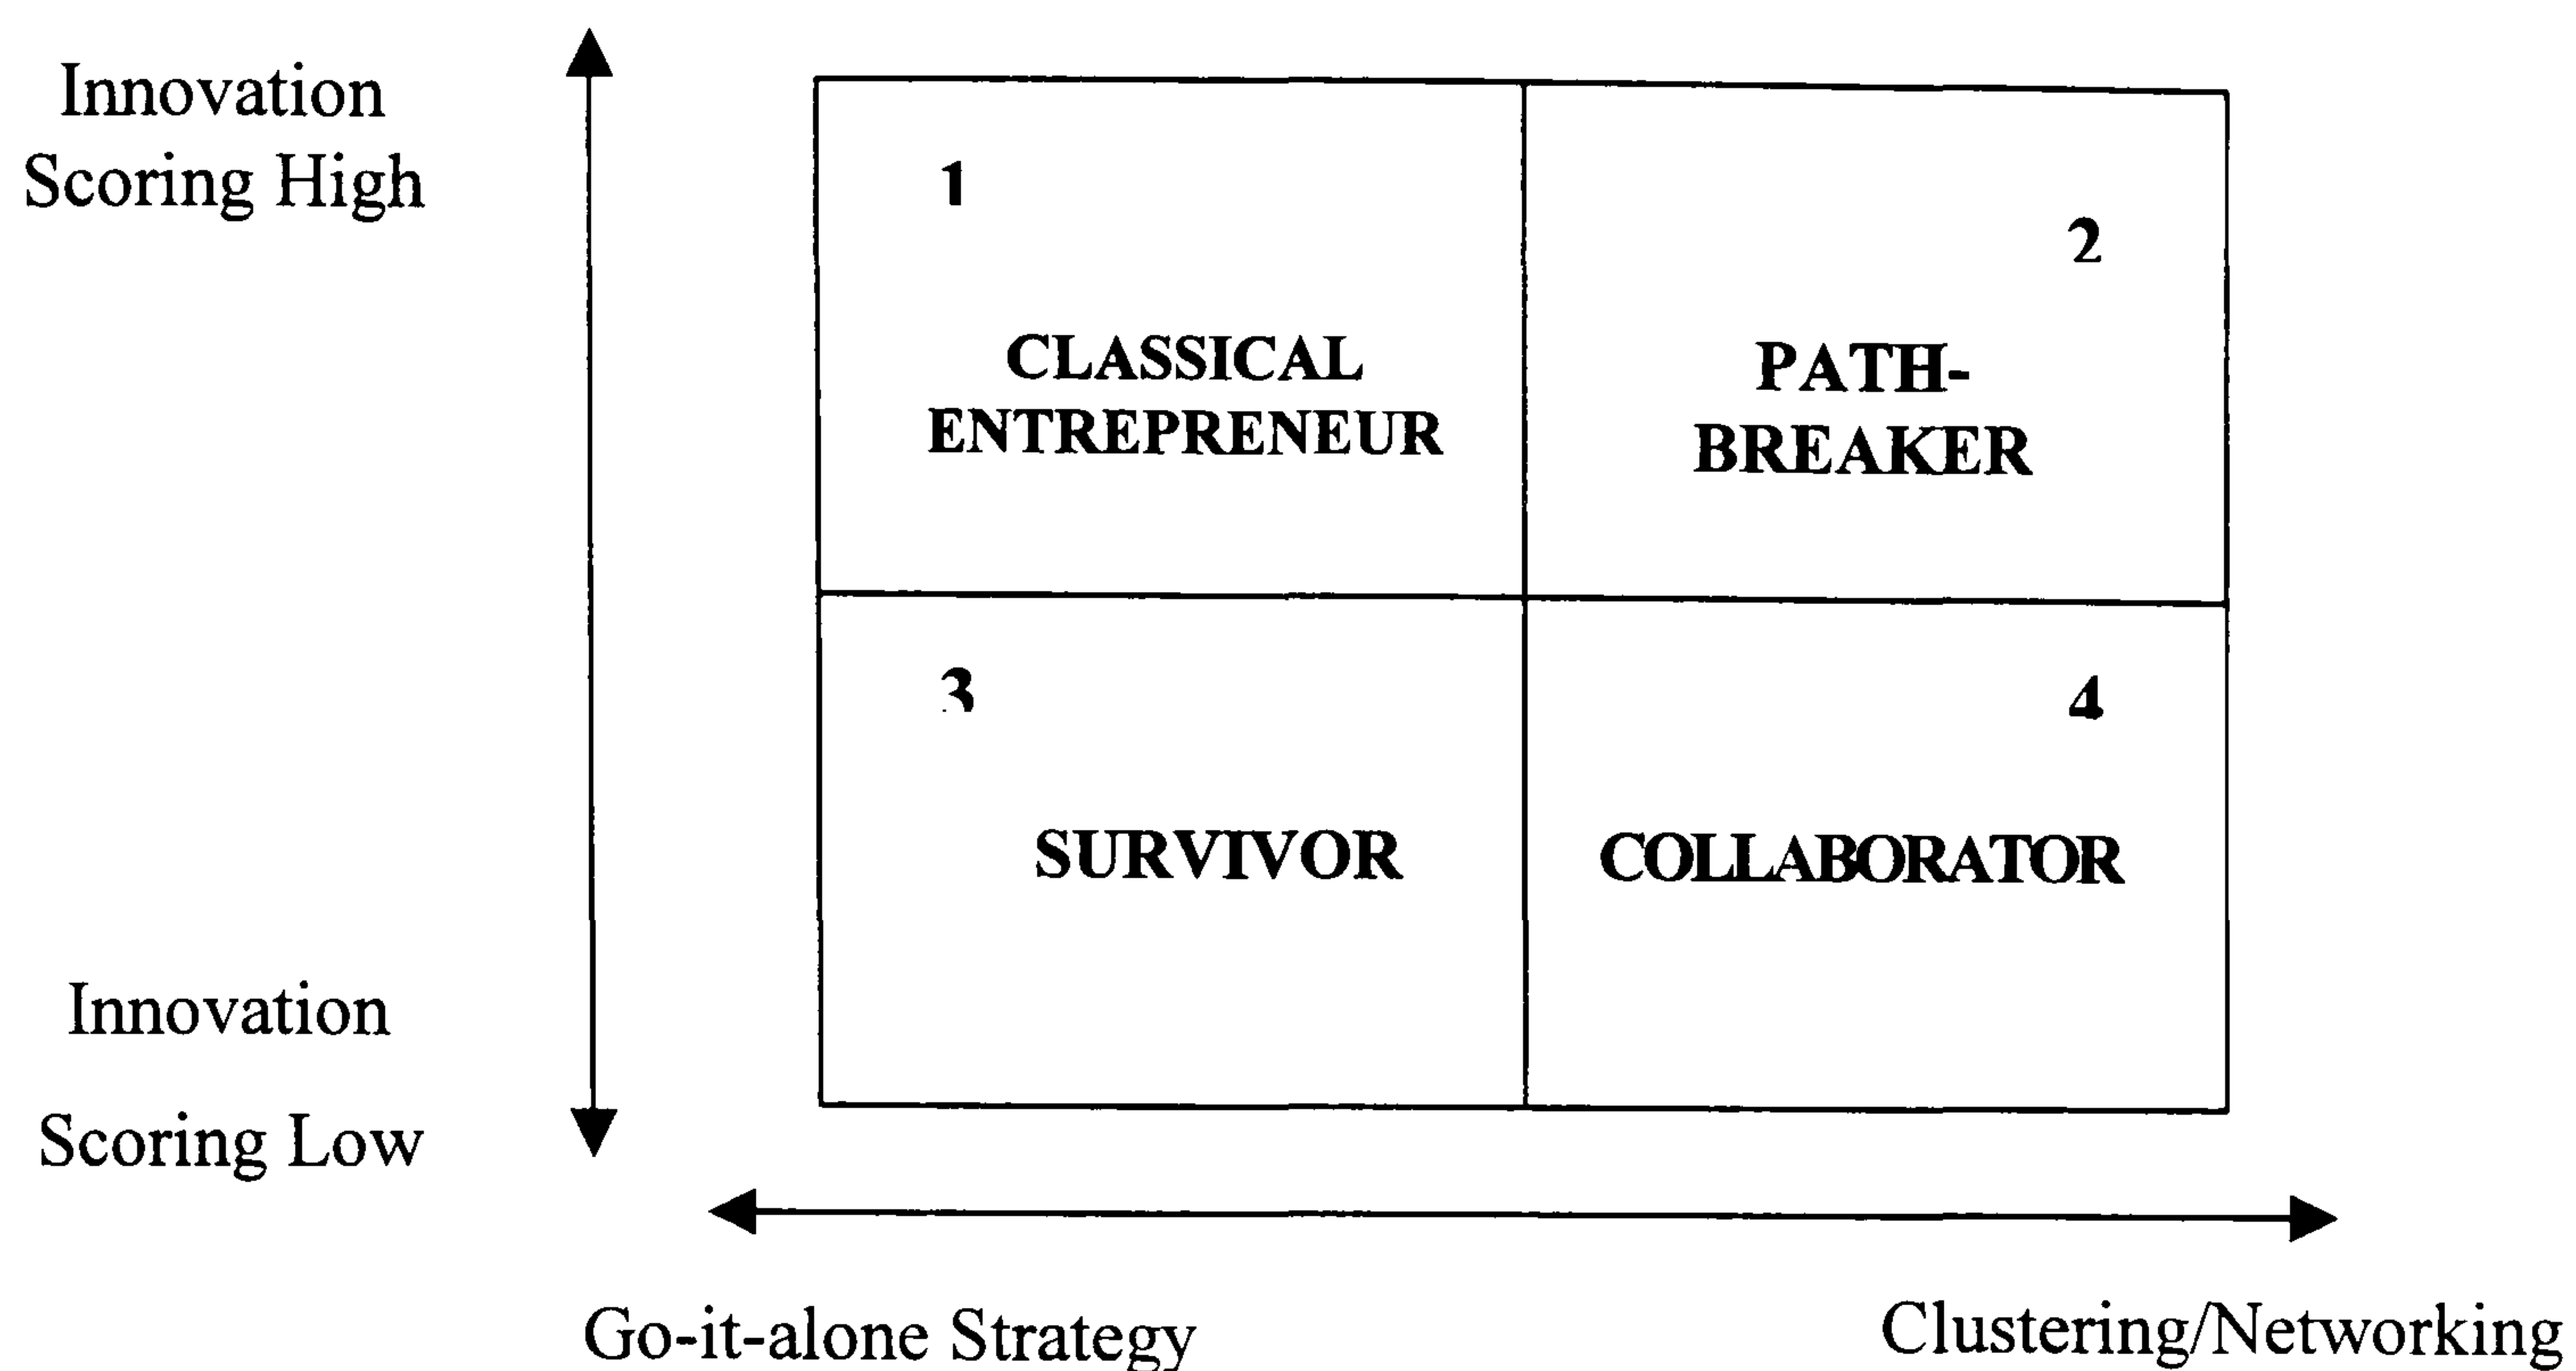 Innovation
Scoring High
1
2
CLASSICAL
ENTREPRENEUR
PATH-
BREAKER
3
4
SURVIVOR
COLLABORATOR
Innovation
Scoring Low
Go-it-alone Strategy
Clustering/Networking